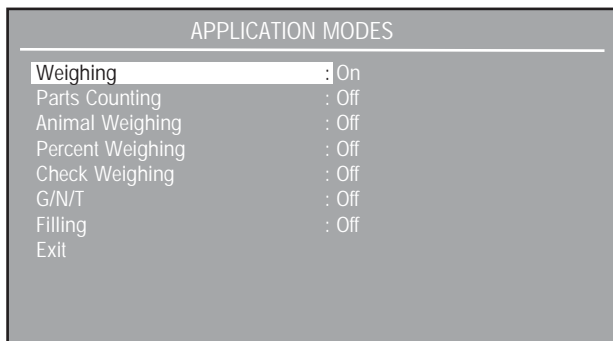 APPLICATION MODES
Weighing : On
Parts Counting : Off
Animal Weighing : Off
Percent Weighing : Off
Check Weighing : Off
G/N/T : Off
Filling : Off
Exit